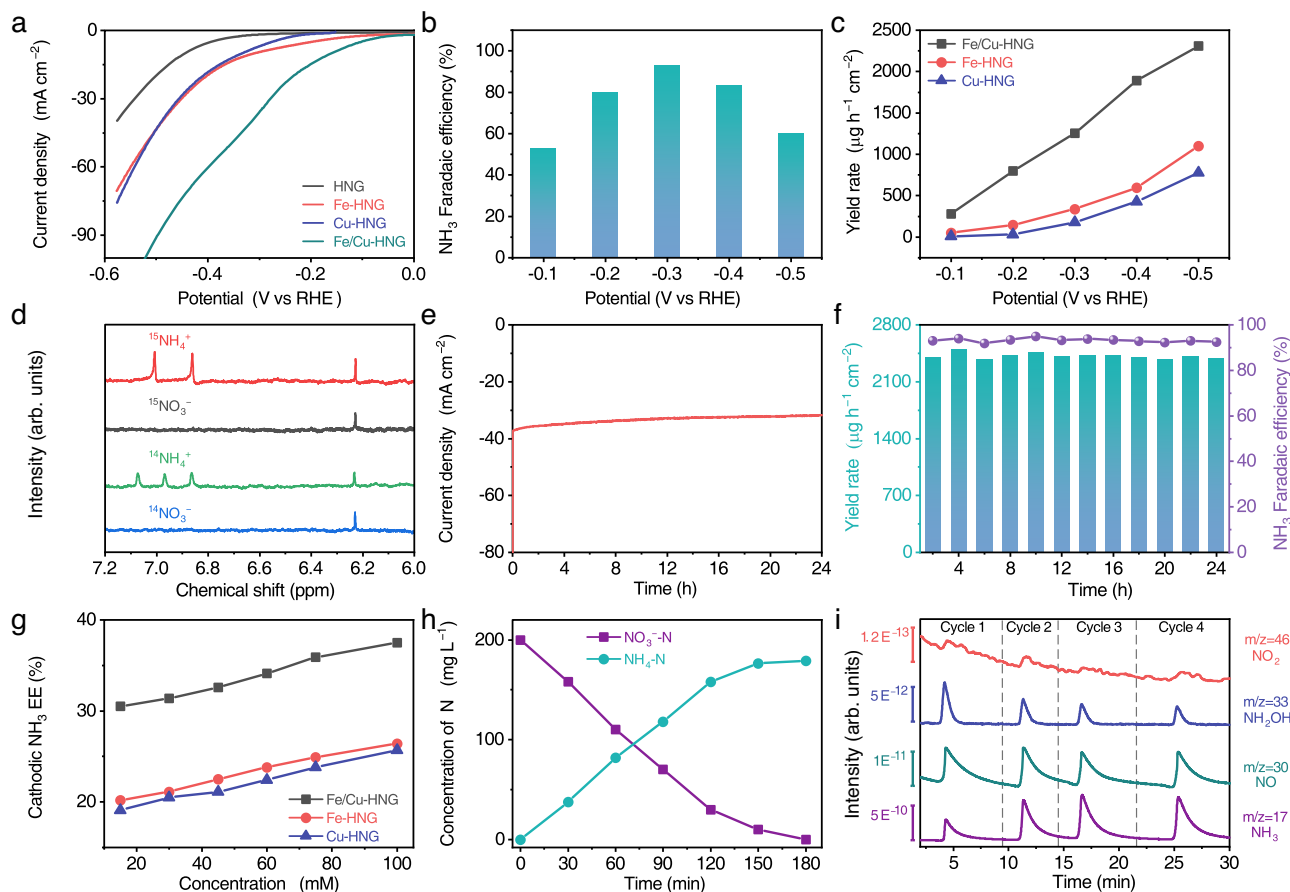 a
Current density (mA cm−2)
0
-30
-60
-90
HNG
Fe-HNG
Cu-HNG
Fe/Cu-HNG
-0.6
-0.4
-0.2
0.0
Potential (V vs RHE)
b
NH3 Faradaic efficiency (%)
100
80
60
40
20
0
-0.1
-0.2
-0.3
-0.4
-0.5
Potential (V vs RHE)
c
Yield rate (μg h−1 cm−2)
2500
2000
1500
1000
500
0
Fe/Cu-HNG
Fe-HNG
Cu-HNG
-0.1
-0.2
-0.3
-0.4
-0.5
Potential (V vs RHE)
d
Intensity (arb. units)
15NH4+
15NO3−
14NH4+
14NO3−
7.2
7.0
6.8
6.6
6.4
6.2
6.0
Chemical shift (ppm)
e
Current density (mA cm−2)
0
-20
-40
-60
-80
0
4
8
12
16
20
24
Time (h)
f
Yield rate (μg h−1 cm−2)
2800
2100
1400
700
0
NH3 Faradaic efficiency (%)
100
80
60
40
20
0
4
8
12
16
20
24
Time (h)
g
Cathodic NH3 EE (%)
40
30
20
Fe/Cu-HNG
Fe-HNG
Cu-HNG
20
40
60
80
100
Concentration (mM)
h
Concentration of N (mg L−1)
200
100
0
NO3−-N
NH4-N
0
30
60
90
120
150
180
Time (min)
i
Intensity (arb. units)
Cycle 1
Cycle 2
Cycle 3
Cycle 4
1.2E-13
5E-12
1E-11
5E-10
m/z=46
NO2
m/z=33
NH2OH
m/z=30
NO
m/z=17
NH3
5
10
15
20
25
30
Time (min)